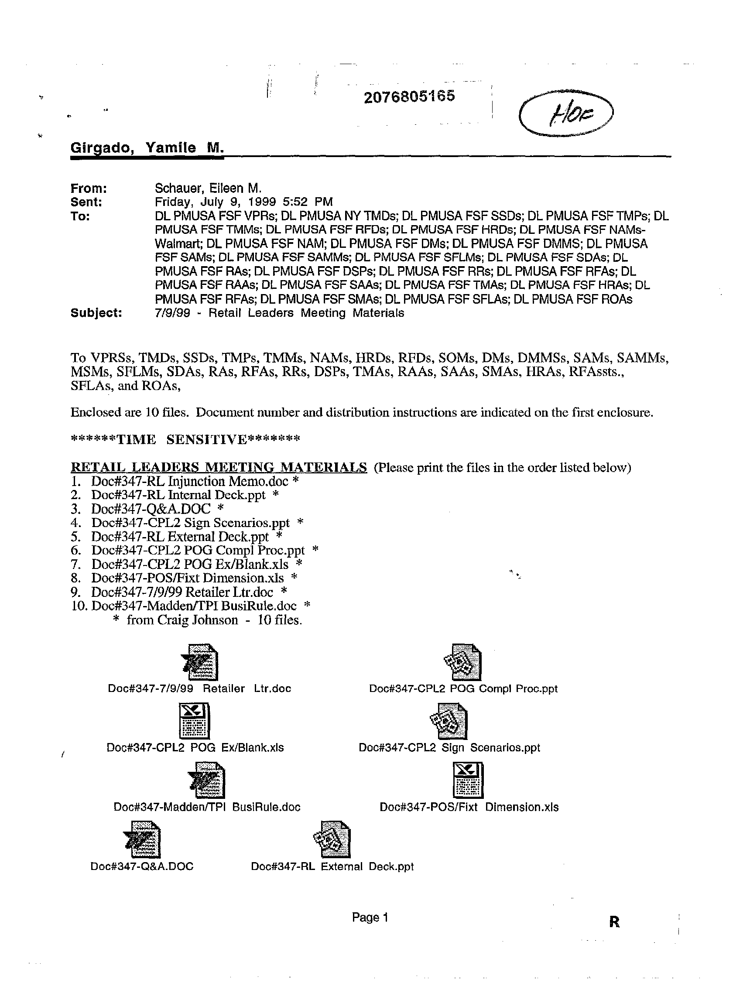 2076805165
HOF
Girgado, Yamile M.
From: Schauer, Eileen M.
Sent: Friday, July 9, 1999 5:52 PM
To: DL PMUSA FSF VPRs; DL PMUSA NY TMDs; DL PMUSA FSF SSDs; DL PMUSA FSF TMPs; DL
PMUSA FSF TMMs; DL PMUSA FSF RFDs; DL PMUSA FSF HRDs; DL PMUSA FSF NAMs-
Walmart; DL PMUSA FSF NAM; DL PMUSA FSF DMs; DL PMUSA FSF DMMS; DL PMUSA
FSF SAMs; DL PMUSA FSF SAMMs; DL PMUSA FSF SFLMs; DL PMUSA FSF SDAs; DL
PMUSA FSF RAs; DL PMUSA FSF DSPs; DL PMUSA FSF RRs; DL PMUSA FSF RFAs; DL
PMUSA FSF RAAs; DL PMUSA FSF SAAs; DL PMUSA FSF TMAs; DL PMUSA FSF HRAs; DL
PMUSA FSF RFAs; DL PMUSA FSF SMAs; DL PMUSA FSF SFLAs; DL PMUSA FSF ROAs
Subject: 7/9/99 - Retail Leaders Meeting Materials
To VPRSs, TMDs, SSDs, TMPs, TMMs, NAMs, HRDs, RFDs, SOMs, DMs, DMMSs, SAMs, SAMMs,
MSMs, SFLMs, SDAs, RAs, RFAs, RRs, DSPs, TMAs, RAAs, SAAs, SMAs, HRAs, RFAssts.,
SFLAs, and ROAs,
Enclosed are 10 files. Document number and distribution instructions are indicated on the first enclosure.
******TIME SENSITIVE*******
RETAIL LEADERS MEETING MATERIALS (Please print the files in the order listed below)
1. Doc#347-RL Injunction Memo.doc *
2. Doc#347-RL Internal Deck.ppt *
3. Doc#347-Q&A.DOC *
4. Doc#347-CPL2 Sign Scenarios.ppt *
5. Doc#347-RL External Deck.ppt *
6. Doc#347-CPL2 POG Compl Proc.ppt *
7. Doc#347-CPL2 POG Ex/Blank.xls *
8. Doc#347-POS/Fixt Dimension.xls *
9. Doc#347-7/9/99 Retailer Ltr.doc *
10. Doc#347-Madden/TPI BusiRule.doc *
* from Craig Johnson - 10 files.
Doc#347-7/9/99 Retailer Ltr.doc Doc#347-CPL2 POG Compl Proc.ppt
Doc#347-CPL2 POG Ex/Blank.xls Doc#347-CPL2 Sign Scenarios.ppt
Doc#347-Madden/TPI BusiRule.doc Doc#347-POS/Fixt Dimension.xls
Doc#347-Q&A.DOC Doc#347-RL External Deck.ppt
Page 1
R